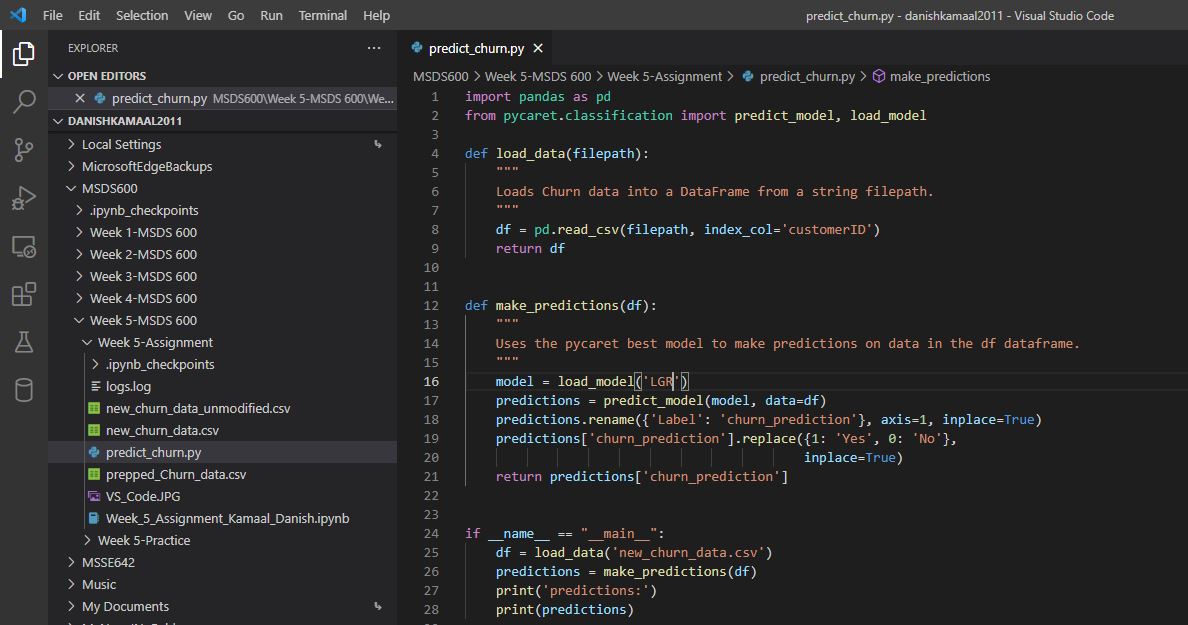 File Edit Selection View Go Run Terminal Help predict_churn.py - danishkamaal2011 - Visual Studio Code
EXPLORER ...
OPEN EDITORS
predict_churn.py MSDS600\Week 5-MSDS 600\We...
DANISHKAMAAL2011
Local Settings
MicrosoftEdgeBackups
MSDS600
.ipynb_checkpoints
Week 1-MSDS 600
Week 2-MSDS 600
Week 3-MSDS 600
Week 4-MSDS 600
Week 5-MSDS 600
Week 5-Assignment
.ipynb_checkpoints
logs.log
new_churn_data_unmodified.csv
new_churn_data.csv
predict_churn.py
prepped_Churn_data.csv
VS_CodeJPG
Week_5_Assignment_Kamaal_Danish.ipynb
Week 5-Practice
MSSE642
Music
My Documents
predict_churn.py
MSDS600 > Week 5-MSDS 600 > Week 5-Assignment > predict_churn.py > make_predictions
1 import pandas as pd
2 from pycaret.classification import predict_model, load_model
3
4 def load_data(filepath):
5 """
6 Loads Churn data into a DataFrame from a string filepath.
7 """
8 df = pd.read_csv(filepath, index_col='customerID')
9 return df
10
11
12 def make_predictions(df):
13 """
14 Uses the pycaret best model to make predictions on data in the df dataframe.
15 """
16 model = load_model('LGR')
17 predictions = predict_model(model, data=df)
18 predictions.rename({'Label': 'churn_prediction'}, axis=1, inplace=True)
19 predictions['churn_prediction'].replace({1: 'Yes', 0: 'No'},
20 inplace=True)
21 return predictions['churn_prediction']
22
23
24 if __name__ == "__main__":
25 df = load_data('new_churn_data.csv')
26 predictions = make_predictions(df)
27 print('predictions:')
28 print(predictions)